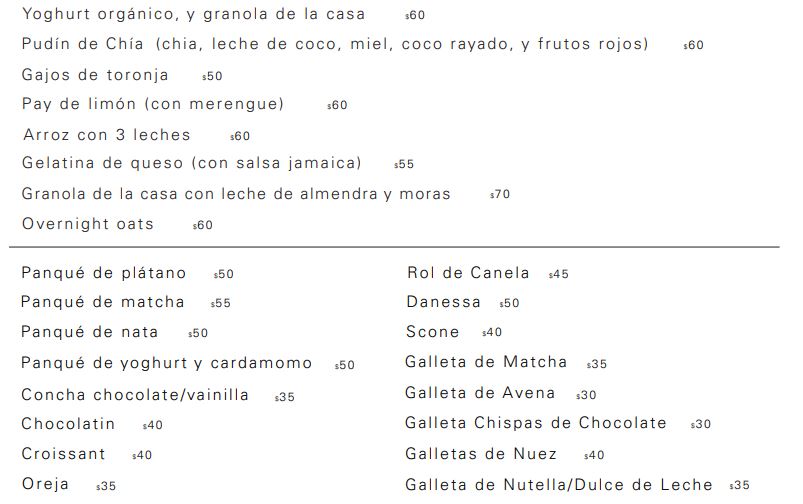 Yoghurt orgánico, y granola de la casa $60
Pudín de Chía (chia, leche de coco, miel, coco rayado, y frutos rojos) $60
Gajos de toronja $50
Pay de limón (con merengue) $60
Arroz con 3 leches $60
Gelatina de queso (con salsa jamaica) $55
Granola de la casa con leche de almendra y moras $70
Overnight oats $60
Panqué de plátano $50
Panqué de matcha $55
Panqué de nata $50
Panqué de yoghurt y cardamomo $50
Concha chocolate/vainilla $35
Chocolatin $40
Croissant $40
Oreja $35
Rol de Canela $45
Danessa $50
Scone $40
Galleta de Matcha $35
Galleta de Avena $30
Galleta Chispas de Chocolate $30
Galletas de Nuez $40
Galleta de Nutella/Dulce de Leche $35